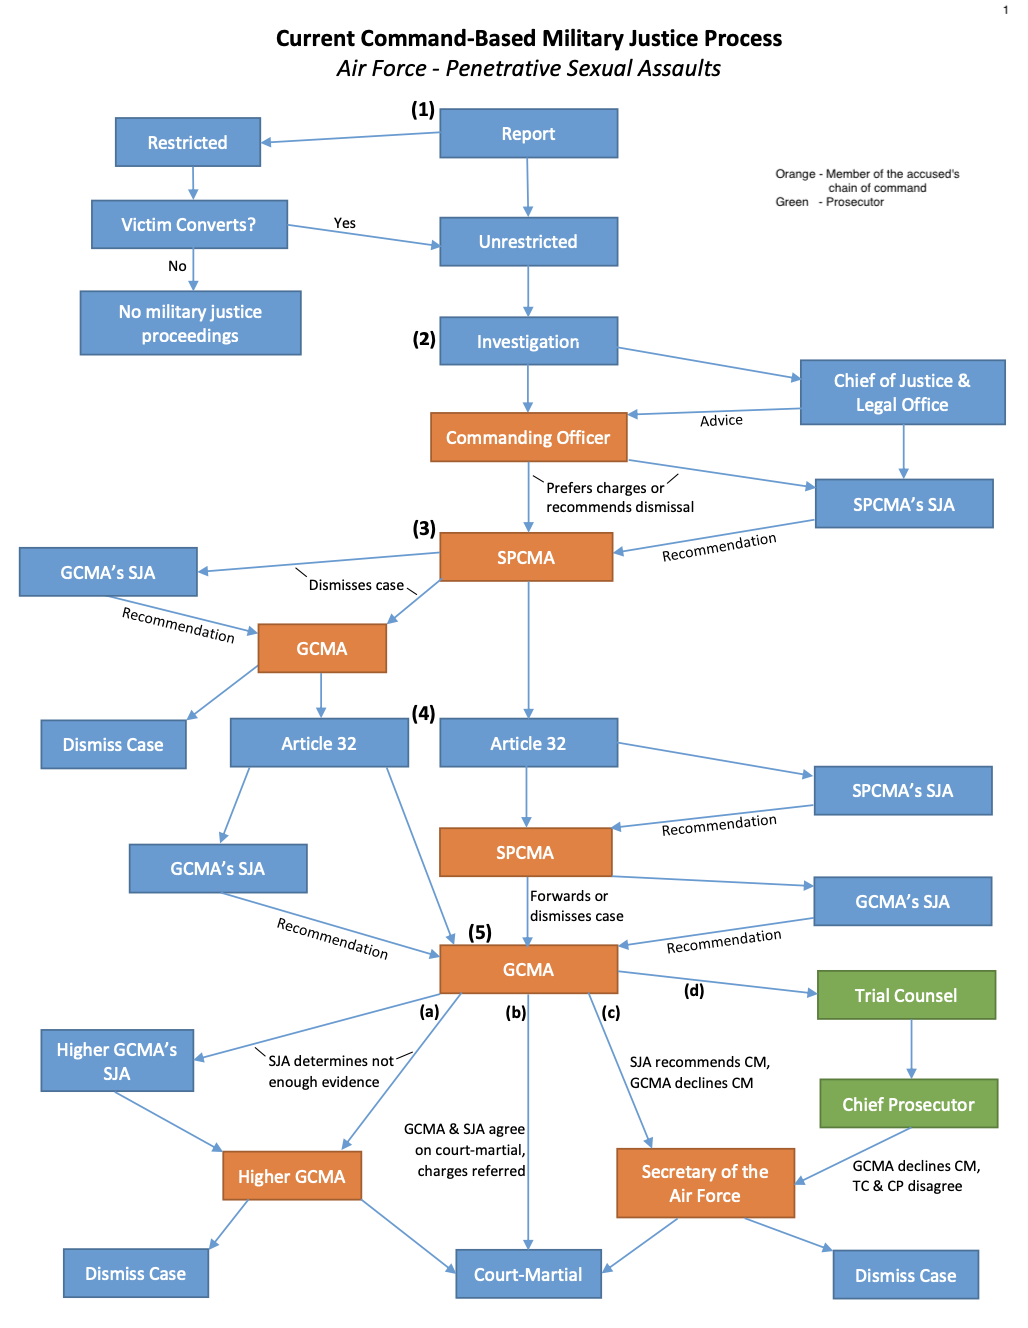 1
Current Command-Based Military Justice Process
Air Force - Penetrative Sexual Assaults
(1)
Report
Restricted
Orange - Member of the accused's
chain of command
Green - Prosecutor
Victim Converts?
Yes
Unrestricted
No
No military justice
proceedings
(2)
Investigation
Chief of Justice &
Legal Office
Advice
Commanding Officer
Prefers charges or
recommends dismissal
SPCMA's SJA
(3)
SPCMA
Recommendation
GCMA's SJA
Dismisses case
Recommendation
GCMA
(4)
Dismiss Case
Article 32
Article 32
SPCMA's SJA
Recommendation
SPCMA
GCMA's SJA
Forwards or
dismisses case
GCMA's SJA
Recommendation
(5)
Recommendation
GCMA
(d)
Trial Counsel
(a)
(b)
(c)
Higher GCMA's
SJA
SJA determines not
enough evidence
SJA recommends CM,
GCMA declines CM
Chief Prosecutor
GCMA & SJA agree
on court-martial,
charges referred
Higher GCMA
Secretary of the
Air Force
GCMA declines CM,
TC & CP disagree
Dismiss Case
Court-Martial
Dismiss Case